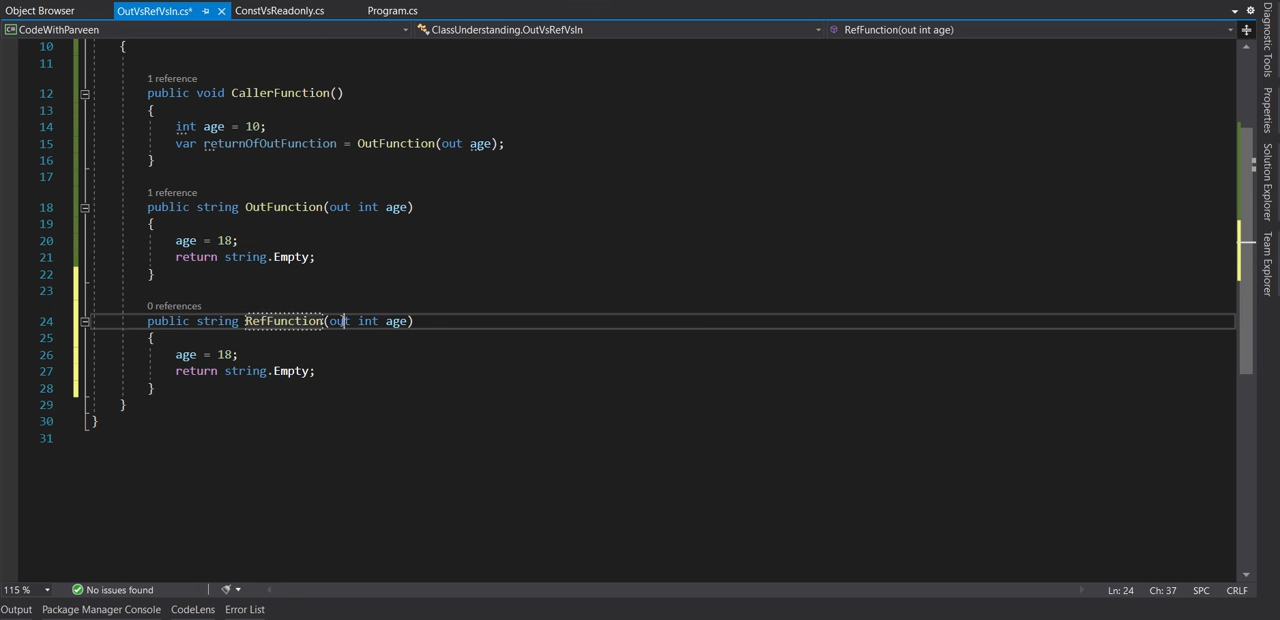 Object Browser OutVsRefVsIn.cs* ConstVsReadonly.cs Program.cs
CodeWithParveen ClassUnderstanding.OutVsRefVsIn RefFunction(out int age)
10 {
11
1 reference
12 public void CallerFunction()
13 {
14 int age = 10;
15 var returnOfOutFunction = OutFunction(out age);
16 }
17
1 reference
18 public string OutFunction(out int age)
19 {
20 age = 18;
21 return string.Empty;
22 }
23
0 references
24 public string RefFunction(out int age)
25 {
26 age = 18;
27 return string.Empty;
28 }
29 }
30 }
31
Diagnostic Tools
Properties
Solution Explorer
Team Explorer
115 % No issues found Ln: 24 Ch: 37 SPC CRLF
Output Package Manager Console CodeLens Error List